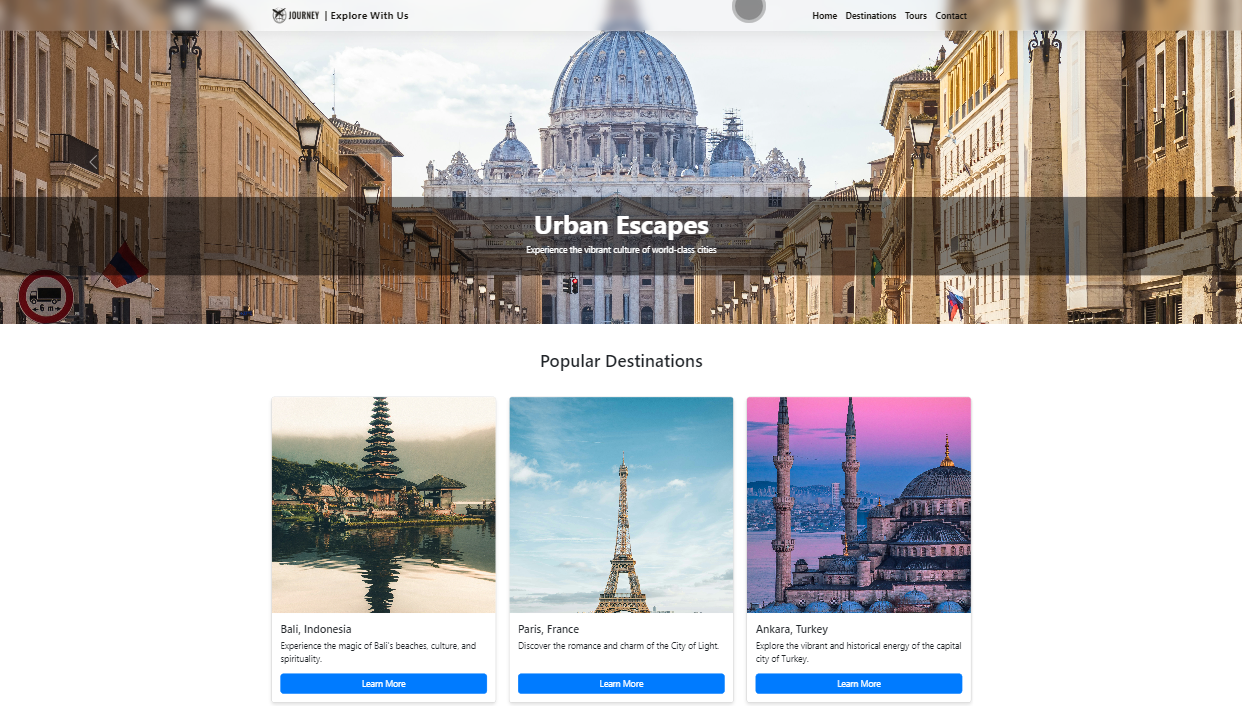 JOURNEY | Explore With Us
Home Destinations Tours Contact
Urban Escapes
Experience the vibrant culture of world-class cities
6 m
Popular Destinations
Bali, Indonesia
Experience the magic of Bali's beaches, culture, and
spirituality.
Learn More
Paris, France
Discover the romance and charm of the City of Light.
Learn More
Ankara, Turkey
Explore the vibrant and historical energy of the capital
city of Turkey.
Learn More